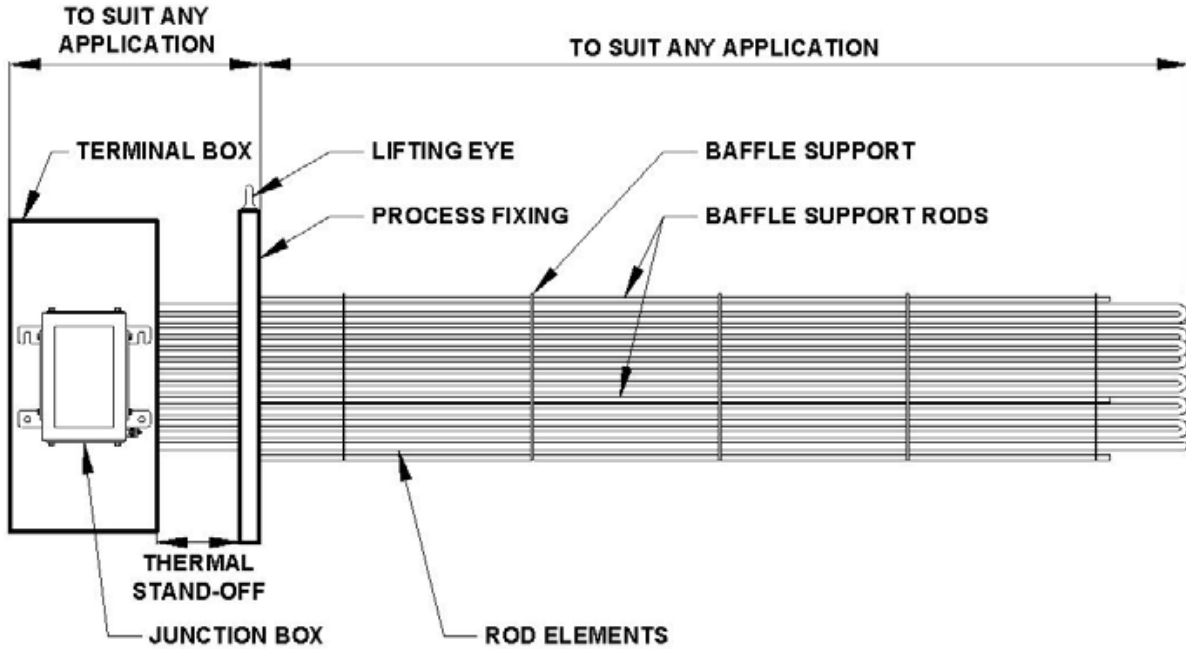 TO SUIT ANY
APPLICATION
TO SUIT ANY APPLICATION
TERMINAL BOX
LIFTING EYE
BAFFLE SUPPORT
PROCESS FIXING
BAFFLE SUPPORT RODS
THERMAL
STAND-OFF
JUNCTION BOX
ROD ELEMENTS